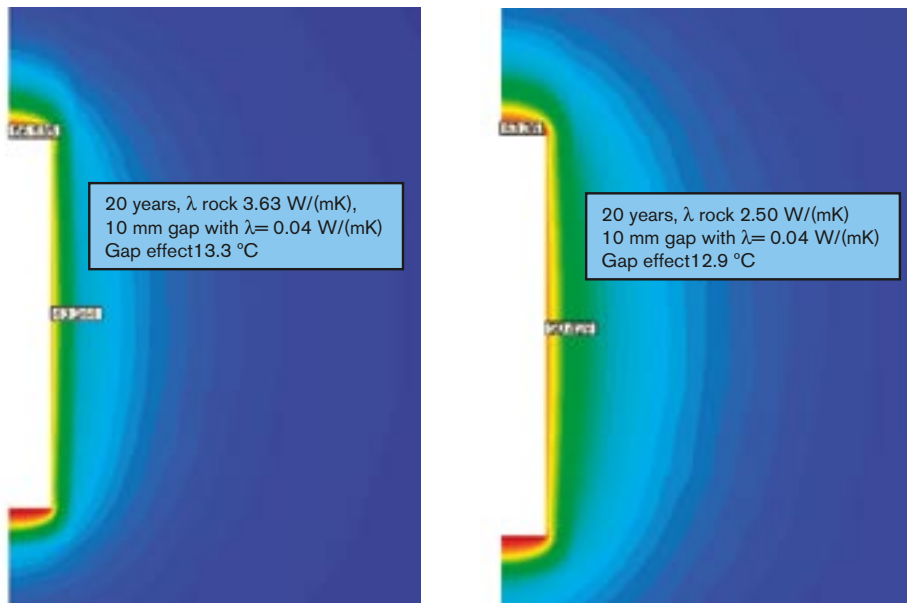 20 years, λ rock 3.63 W/(mK),
10 mm gap with λ= 0.04 W/(mK)
Gap effect13.3 °C
20 years, λ rock 2.50 W/(mK)
10 mm gap with λ= 0.04 W/(mK)
Gap effect12.9 °C